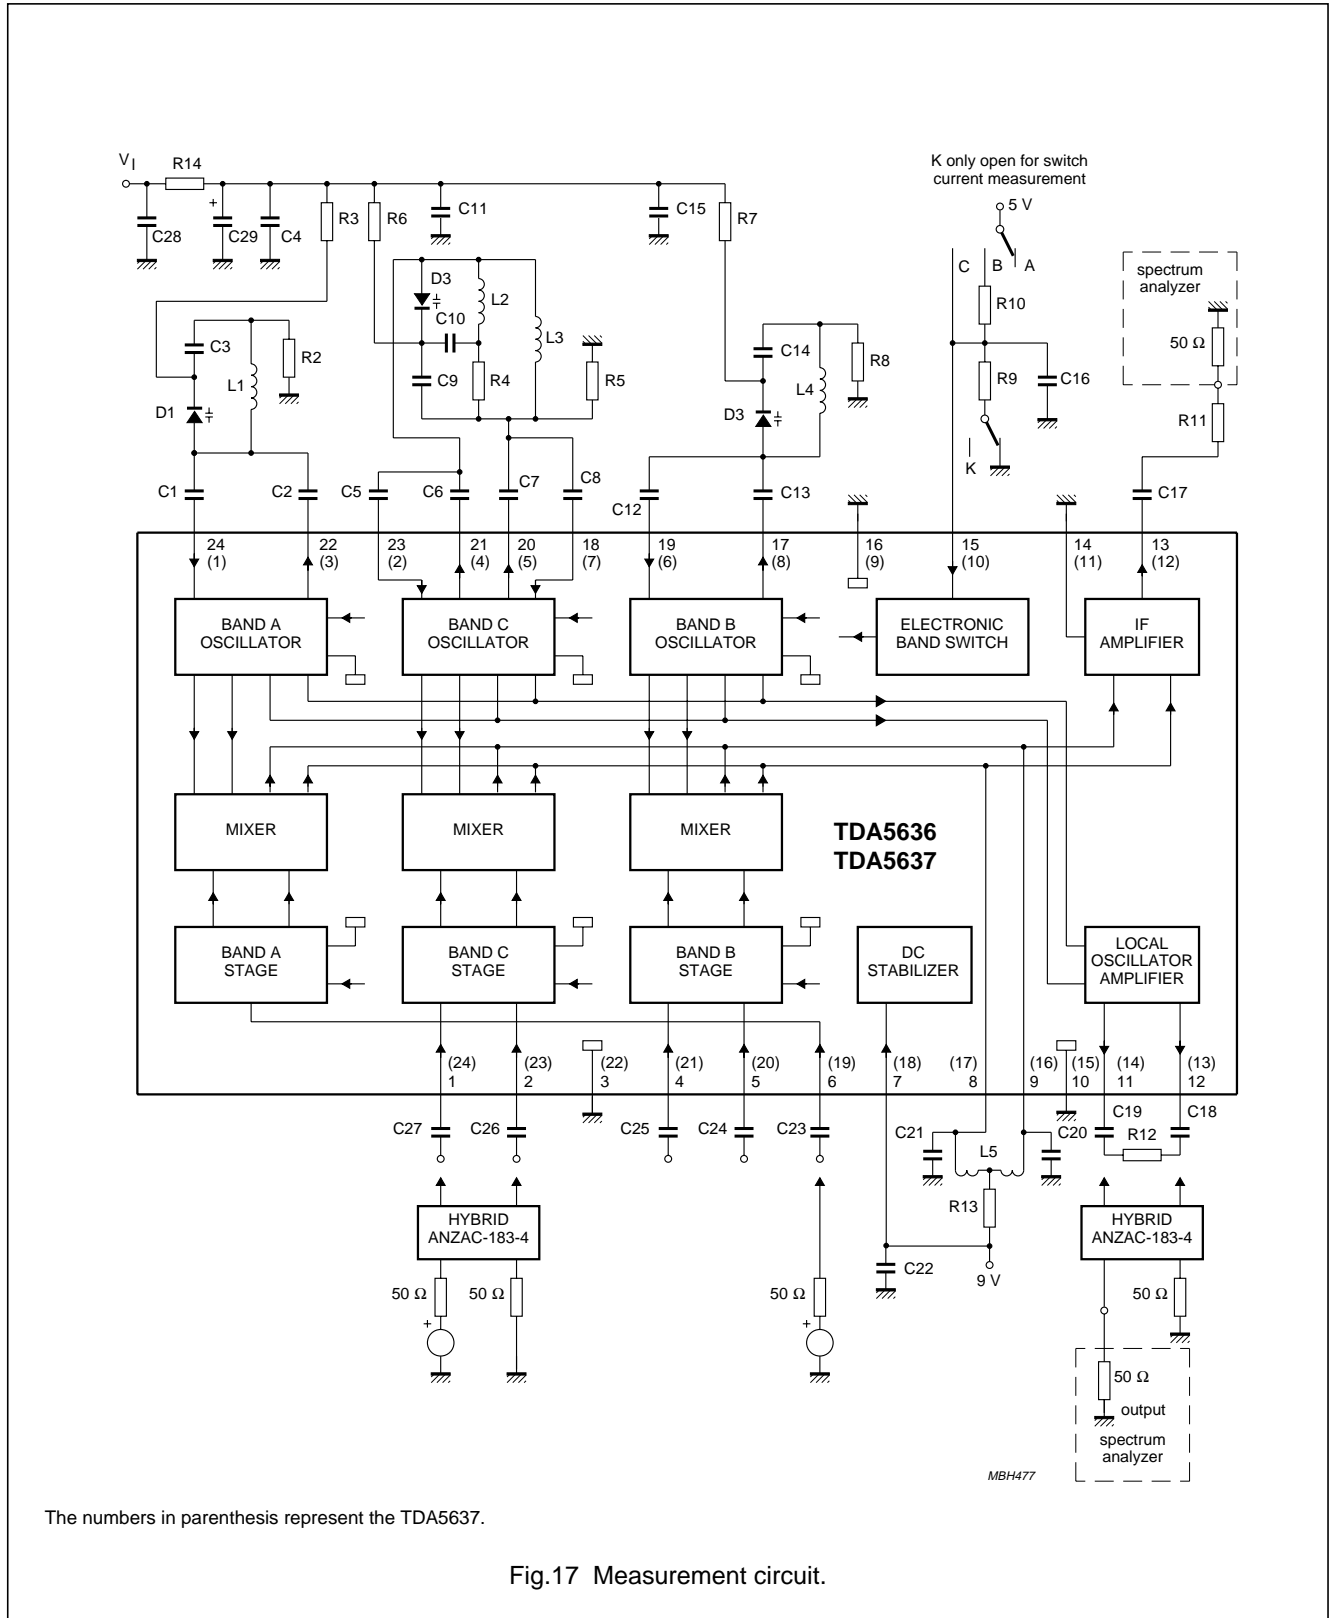 V I
R14
K only open for switch
current measurement
5 V
C28
+
C29
C4
R3
R6
C11
C15
R7
C
B
A
spectrum
analyzer
50 Ω
R10
D3
L2
C10
L3
C3
R2
L1
D1
C9
R4
R5
C14
R8
L4
D3
R9
C16
R11
K
C1
C2
C5
C6
C7
C8
C12
C13
C17
24
(1)
22
(3)
23
(2)
21
(4)
20
(5)
18
(7)
19
(6)
17
(8)
16
(9)
15
(10)
14
(11)
13
(12)
BAND A
OSCILLATOR
BAND C
OSCILLATOR
BAND B
OSCILLATOR
ELECTRONIC
BAND SWITCH
IF
AMPLIFIER
MIXER
MIXER
MIXER
TDA5636
TDA5637
BAND A
STAGE
BAND C
STAGE
BAND B
STAGE
DC
STABILIZER
LOCAL
OSCILLATOR
AMPLIFIER
(24)
1
(23)
2
(22)
3
(21)
4
(20)
5
(19)
6
(18)
7
(17)
8
(16)
9
(15)
10
(14)
11
(13)
12
C27
C26
C25
C24
C23
C21
L5
C20
C19
R12
C18
R13
C22
9 V
HYBRID
ANZAC-183-4
HYBRID
ANZAC-183-4
50 Ω
50 Ω
50 Ω
50 Ω
+
+
50 Ω
output
spectrum
analyzer
MBH477
The numbers in parenthesis represent the TDA5637.
Fig.17 Measurement circuit.